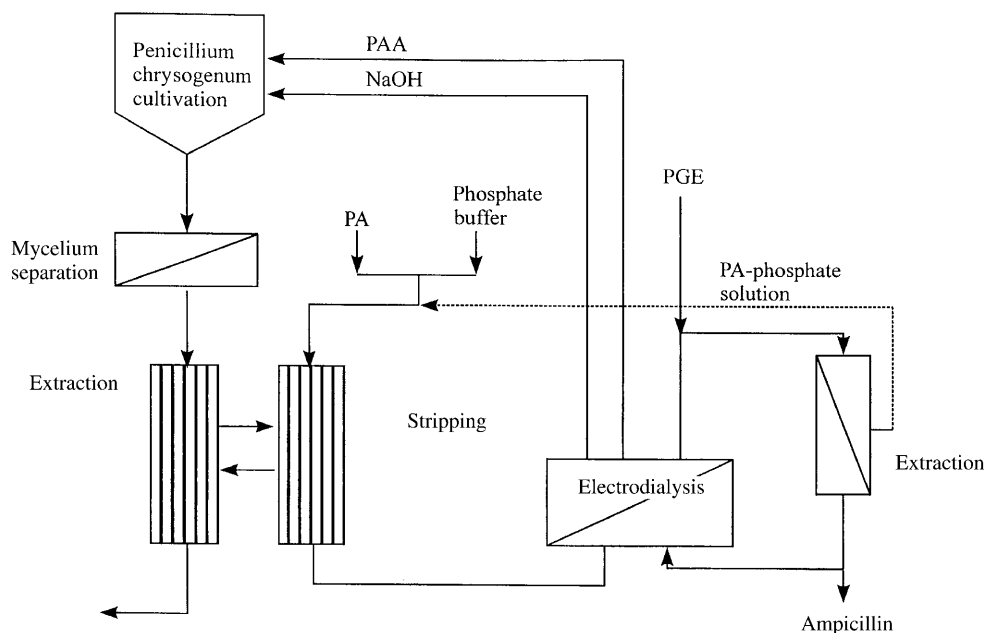 Penicillium
chrysogenum
cultivation
PAA
NaOH
PGE
Phosphate
buffer
PA
Mycelium
separation
PA-phosphate
solution
Extraction
Stripping
Electrodialysis
Extraction
Ampicillin